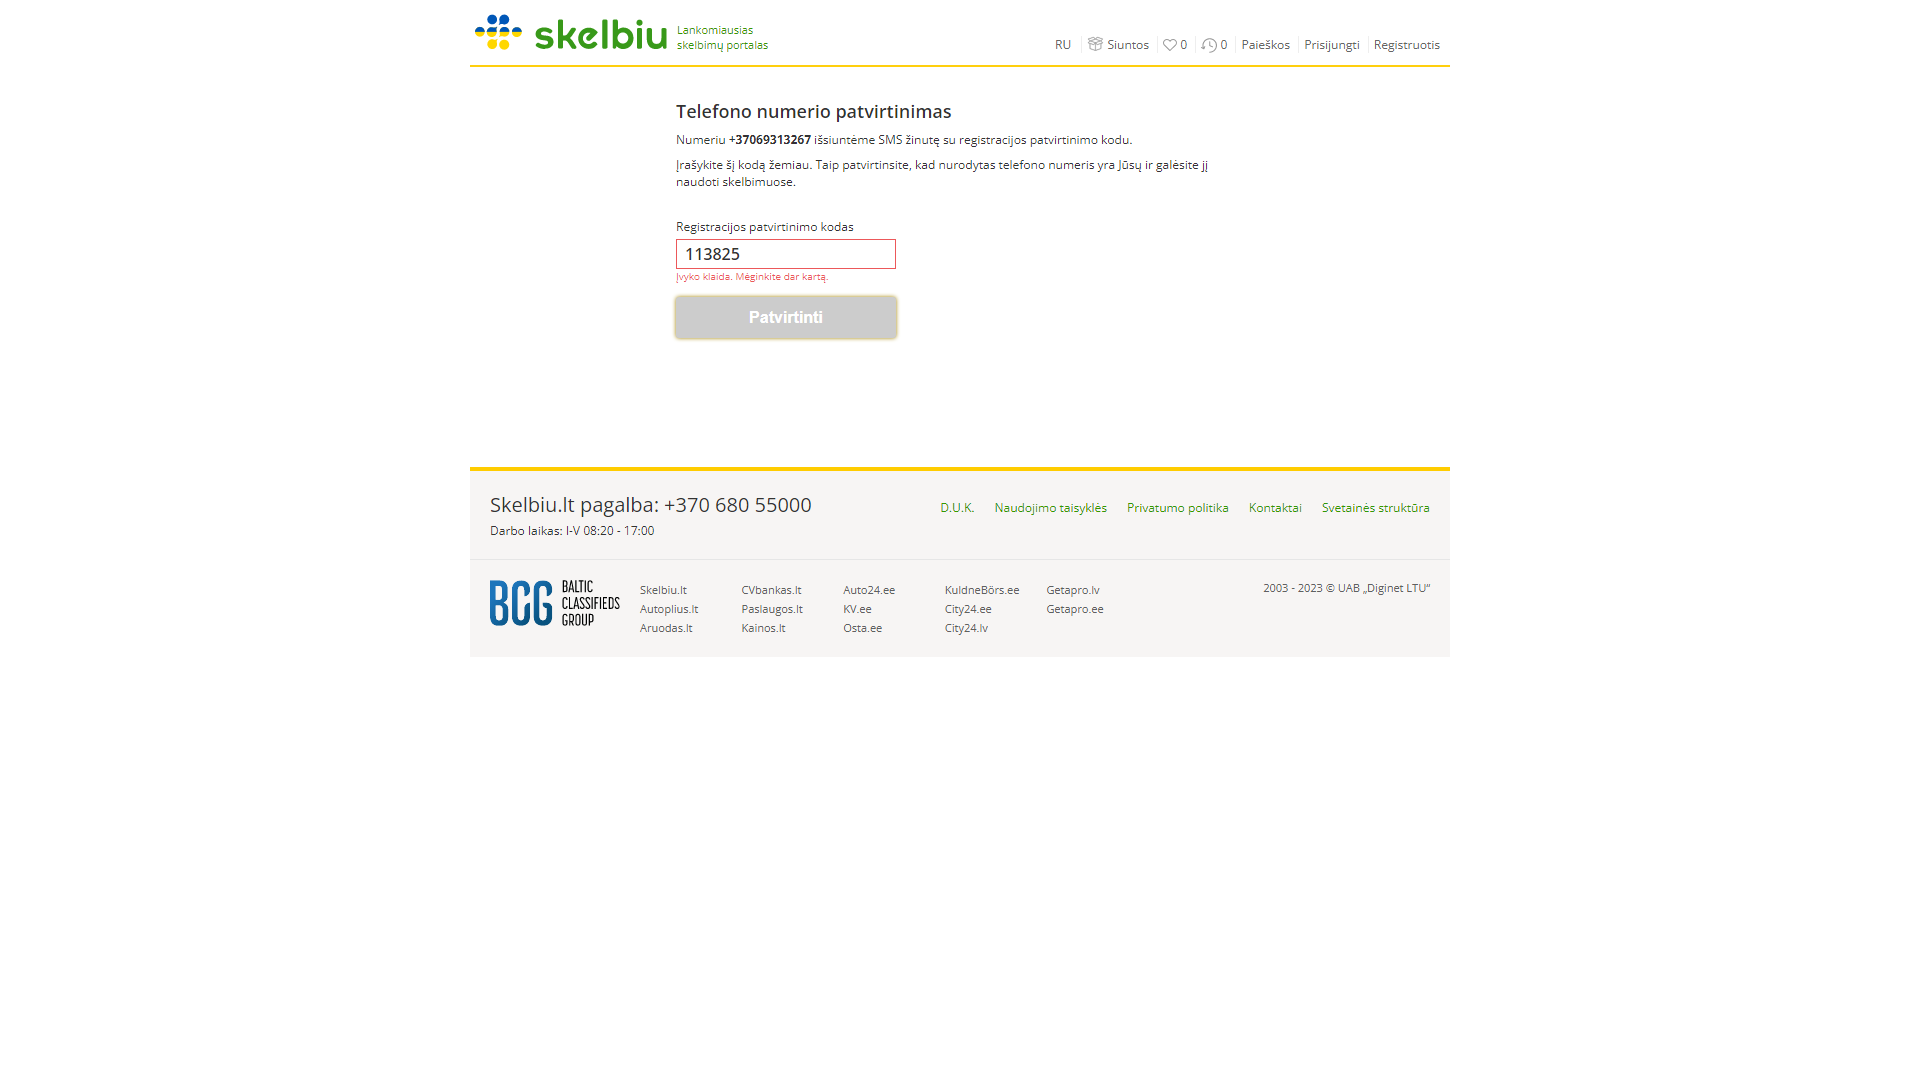 skelbiu
Lankomiausias
skelbimų portalas
RU
Siuntos
0
0
Paieškos
Prisijungti
Registruotis
Telefono numerio patvirtinimas
Numeriu +37069313267 išsiuntėme SMS žinutę su registracijos patvirtinimo kodu.
Įrašykite šį kodą žemiau. Taip patvirtinsite, kad nurodytas telefono numeris yra Jūsų ir galėsite jį
naudoti skelbimuose.
Registracijos patvirtinimo kodas
113825
Įvyko klaida. Mėginkite dar kartą.
Patvirtinti
Skelbiu.lt pagalba: +370 680 55000
Darbo laikas: I-V 08:20 - 17:00
D.U.K.
Naudojimo taisyklės
Privatumo politika
Kontaktai
Svetainės struktūra
BCG
BALTIC
CLASSIFIEDS
GROUP
Skelbiu.lt
Autoplius.lt
Aruodas.lt
CVbankas.lt
Paslaugos.lt
Kainos.lt
Auto24.ee
KV.ee
Osta.ee
KuldneBörs.ee
City24.ee
City24.lv
Getapro.lv
Getapro.ee
2003 - 2023 © UAB „Diginet LTU“